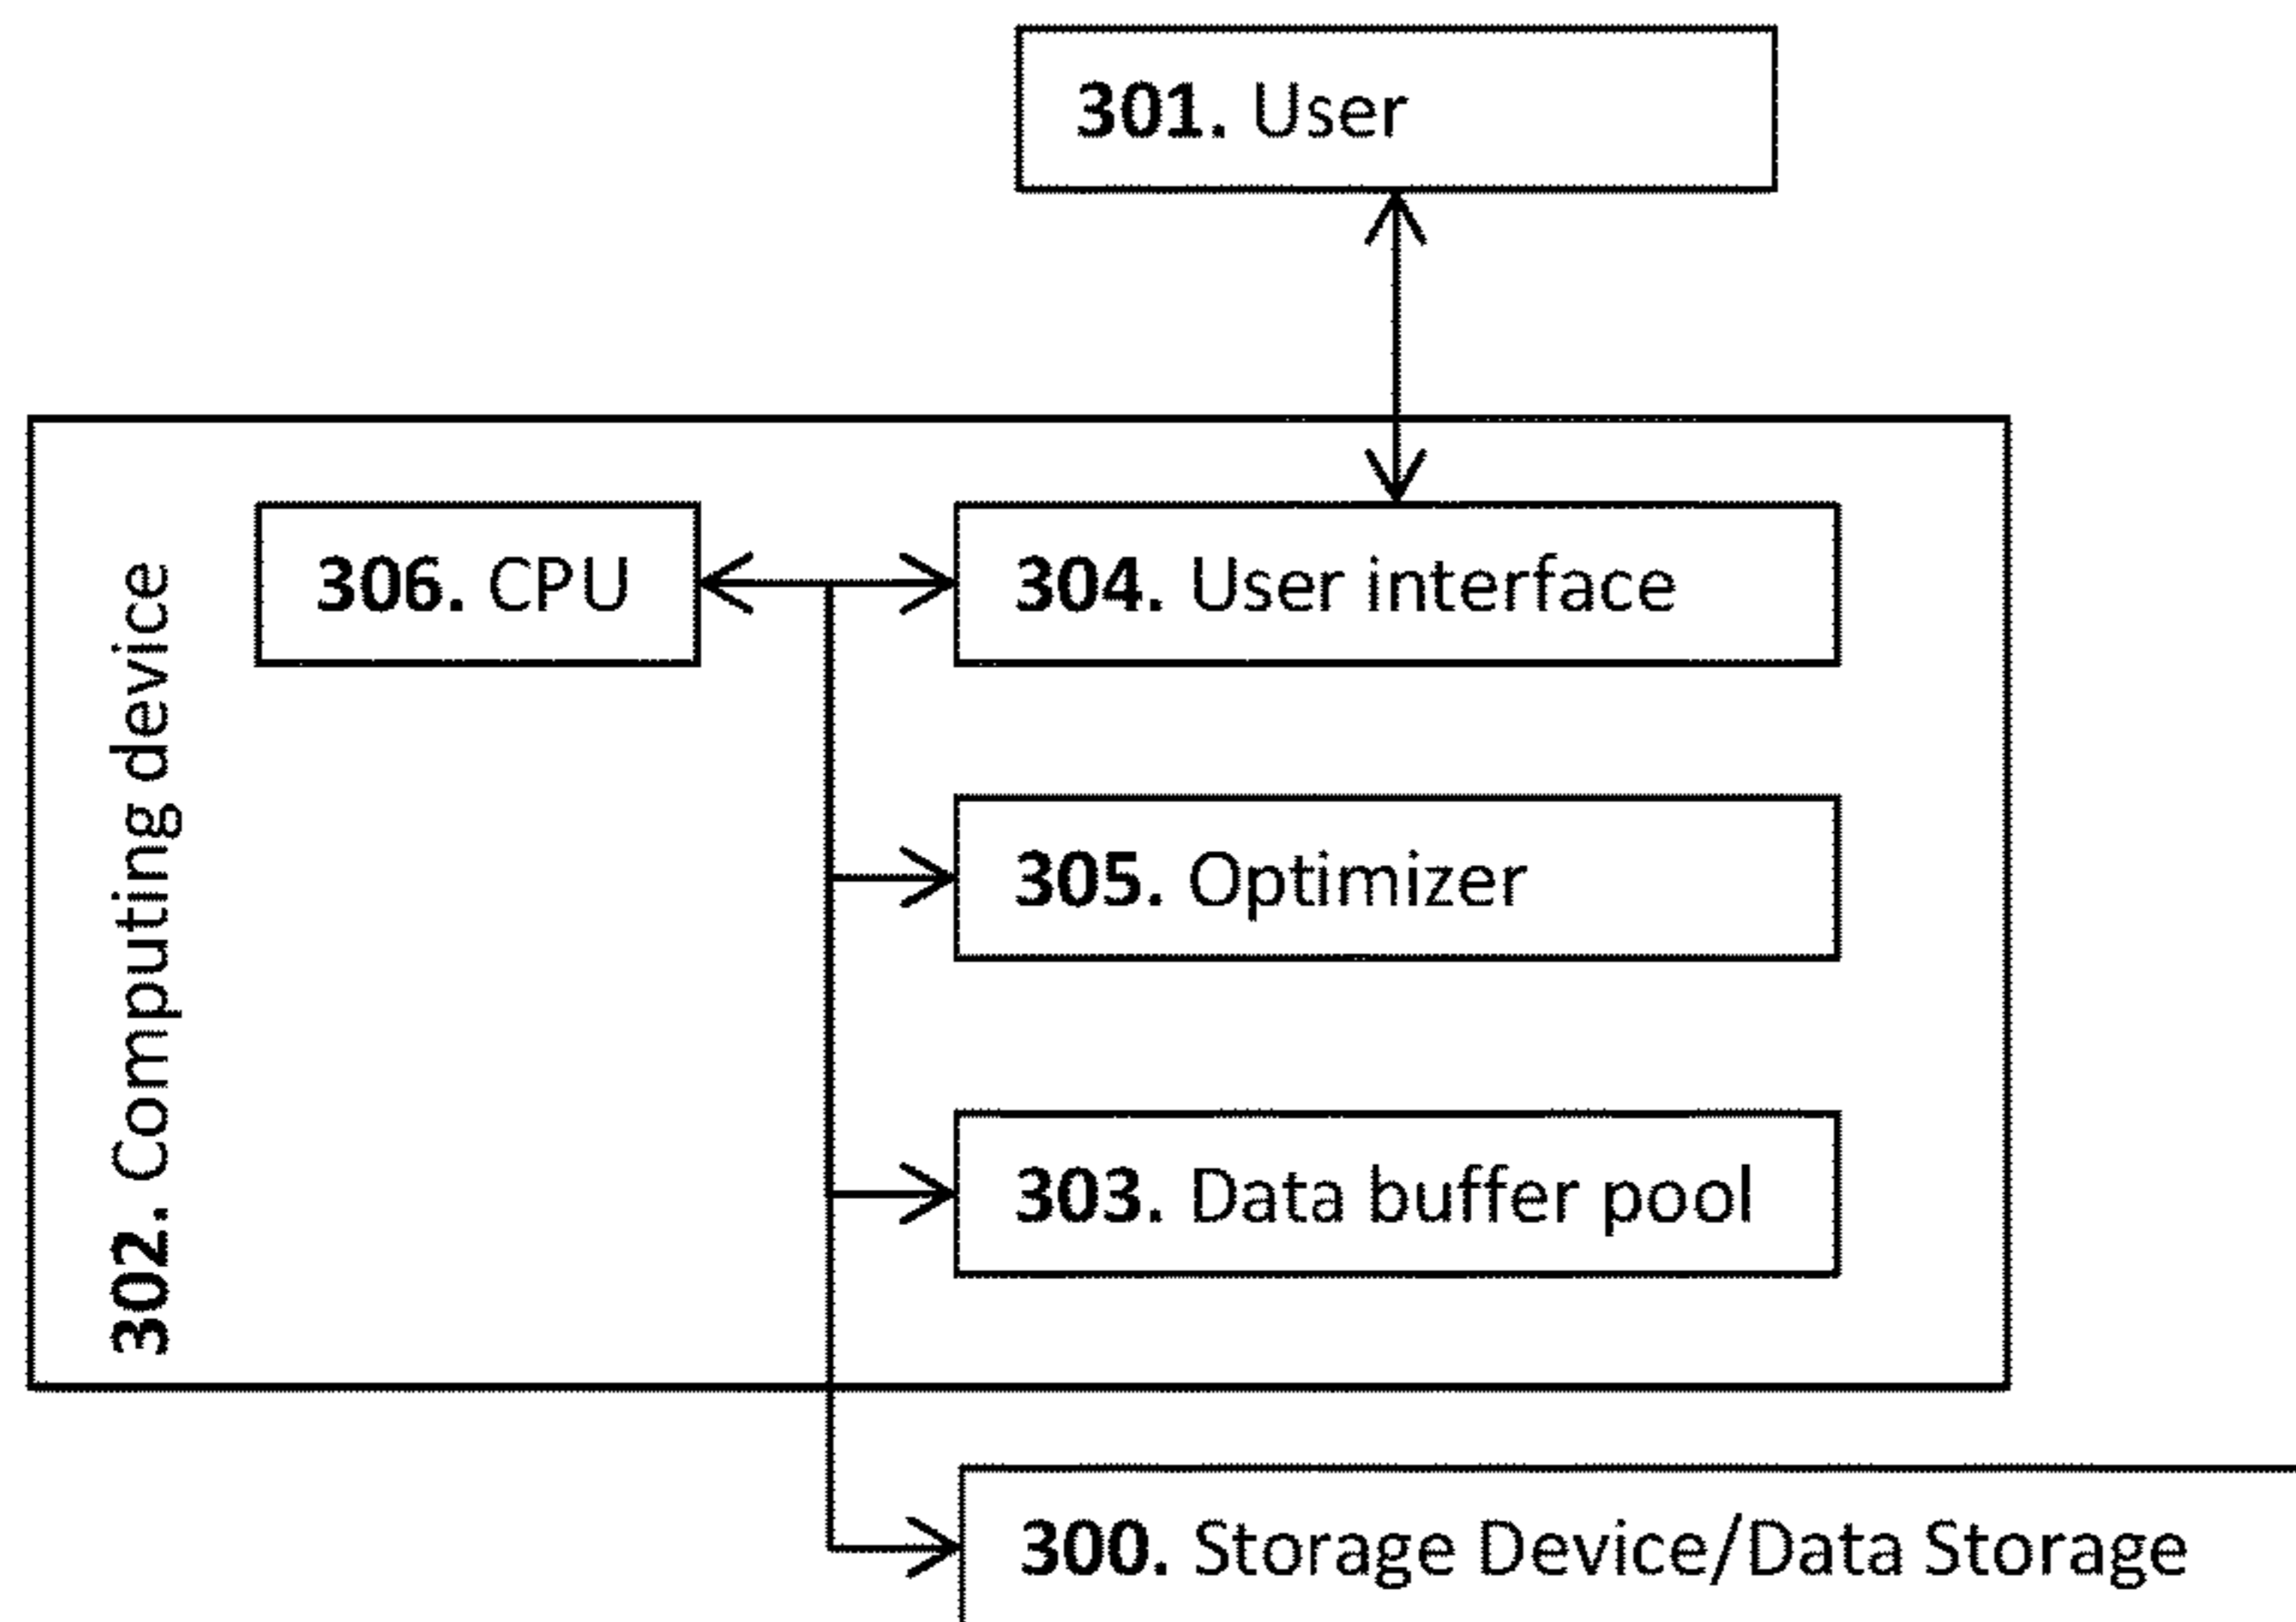 301. User
302. Computing device
306. CPU
304. User interface
305. Optimizer
303. Data buffer pool
300. Storage Device/Data Storage